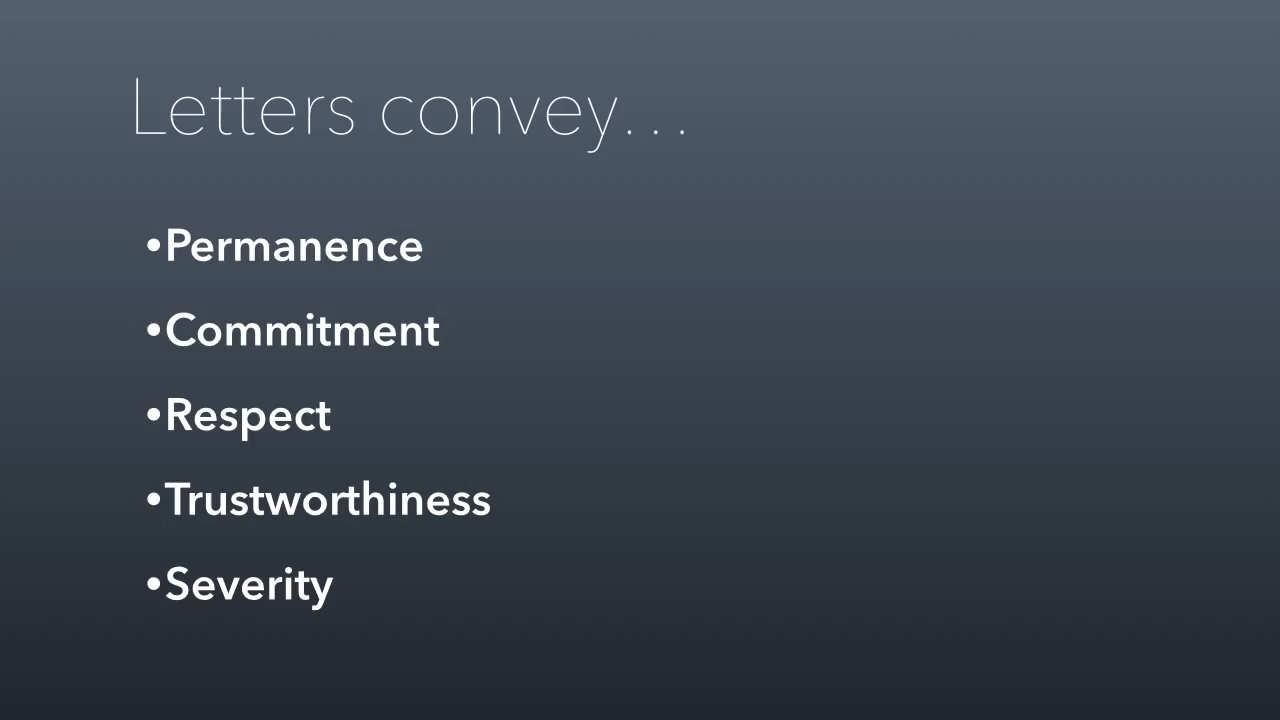 Letters convey…
•Permanence
•Commitment
•Respect
•Trustworthiness
•Severity